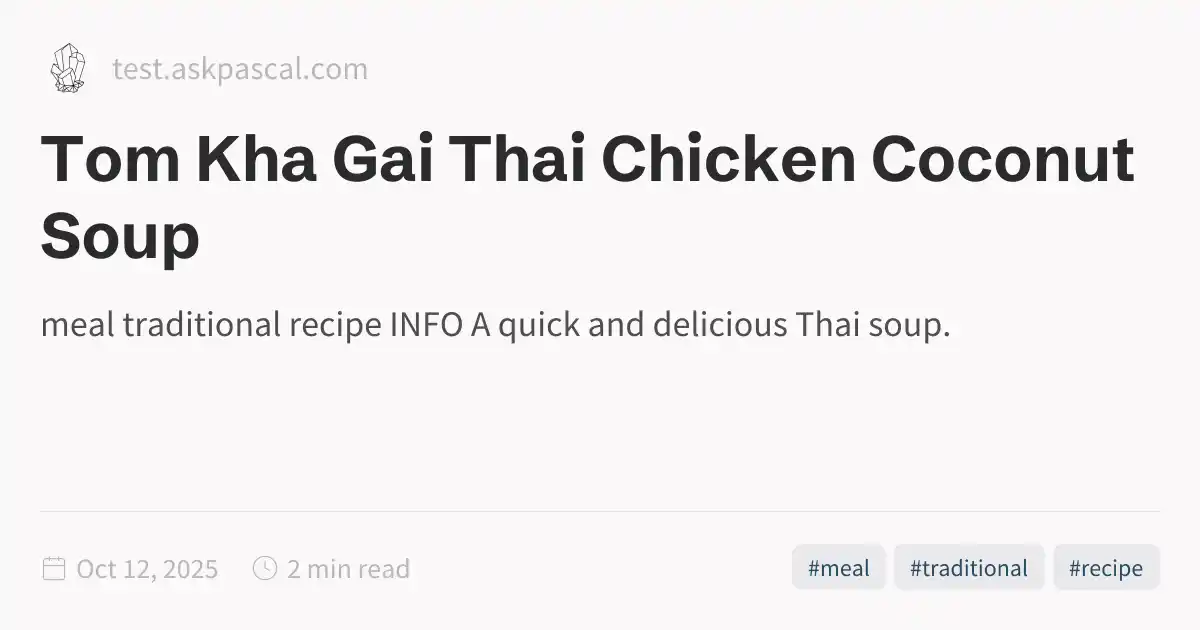 test.askpascal.com
Tom Kha Gai Thai Chicken Coconut
Soup
meal traditional recipe INFO A quick and delicious Thai soup.
Oct 12, 2025
2 min read
#meal
#traditional
#recipe